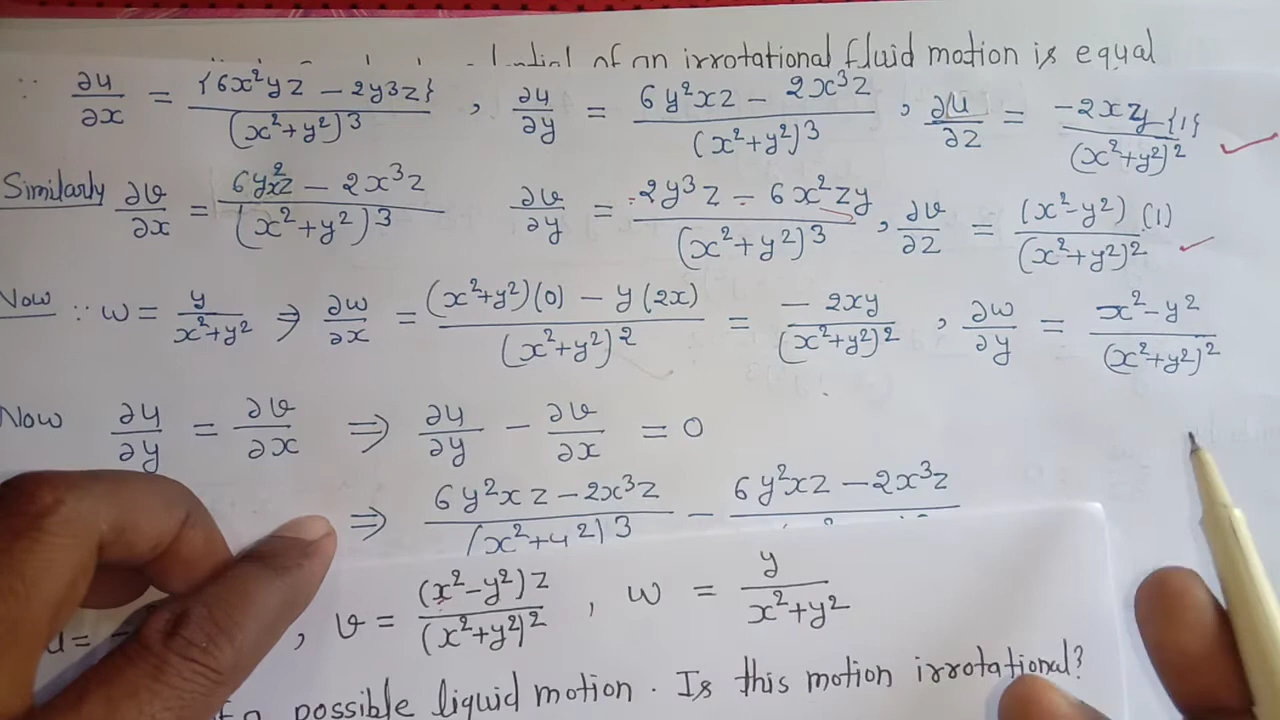 of an irrotational fluid motion is equal
∵ ∂u/∂x = {6x²yz − 2y3z}/(x²+y²)³ , ∂u/∂y = 6y²xz − 2x³z/(x²+y²)³ , ∂u/∂z = −2xzy{1}/(x²+y²)²
Similarly ∂v/∂x = 6y²xz − 2x³z/(x²+y²)³ ∂v/∂y = 2y³z − 6x²zy/(x²+y²)³ , ∂v/∂z = (x²−y²)(1)/(x²+y²)²
Now ∵ w = y/x²+y² ⇒ ∂w/∂x = (x²+y²)(0) − y(2x)/(x²+y²)² = −2xy/(x²+y²)² , ∂w/∂y = x²−y²/(x²+y²)²
Now ∂u/∂y = ∂v/∂x ⇒ ∂u/∂y − ∂v/∂x = 0
⇒ 6y²xz − 2x³z/(x²+y²)³ − 6y²xz − 2x³z
u = , v = (x²−y²)z/(x²+y²)² , w = y/x²+y²
possible liquid motion. Is this motion irrotational?